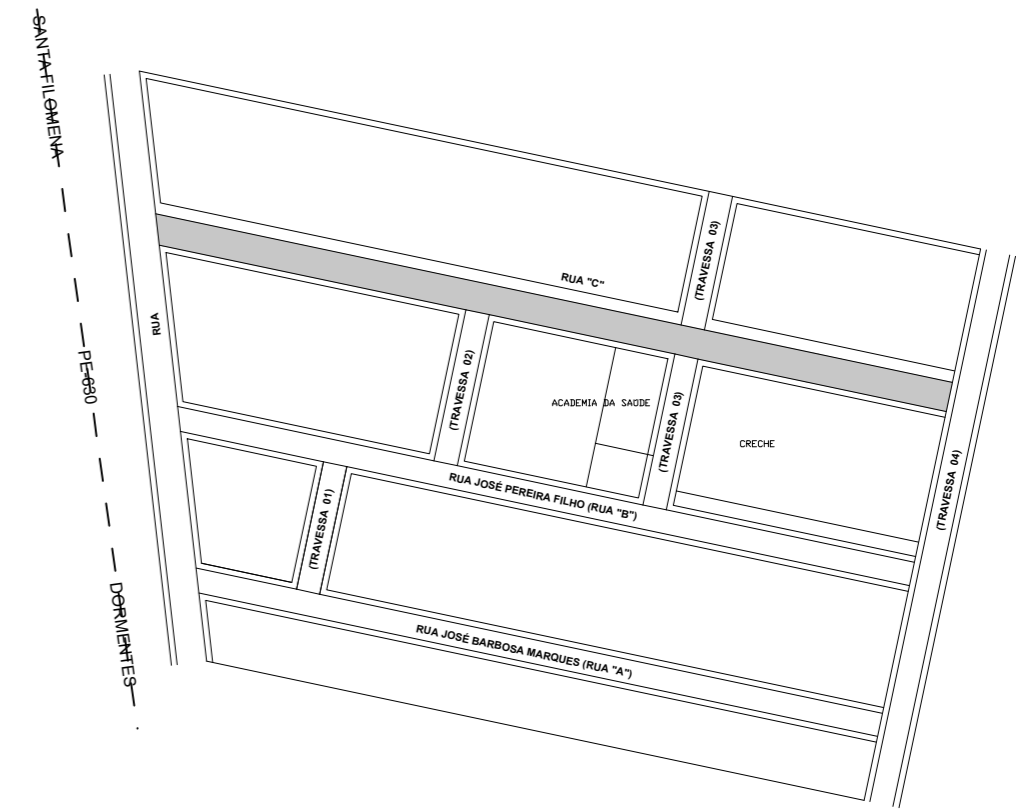 SANTA FILOMENA
PE-630
DORMENTES
RUA
RUA "C"
(TRAVESSA 03)
(TRAVESSA 02)
ACADEMIA DA SAÚDE
(TRAVESSA 03)
CRECHE
(TRAVESSA 04)
RUA JOSÉ PEREIRA FILHO (RUA "B")
(TRAVESSA 01)
RUA JOSÉ BARBOSA MARQUES (RUA "A")